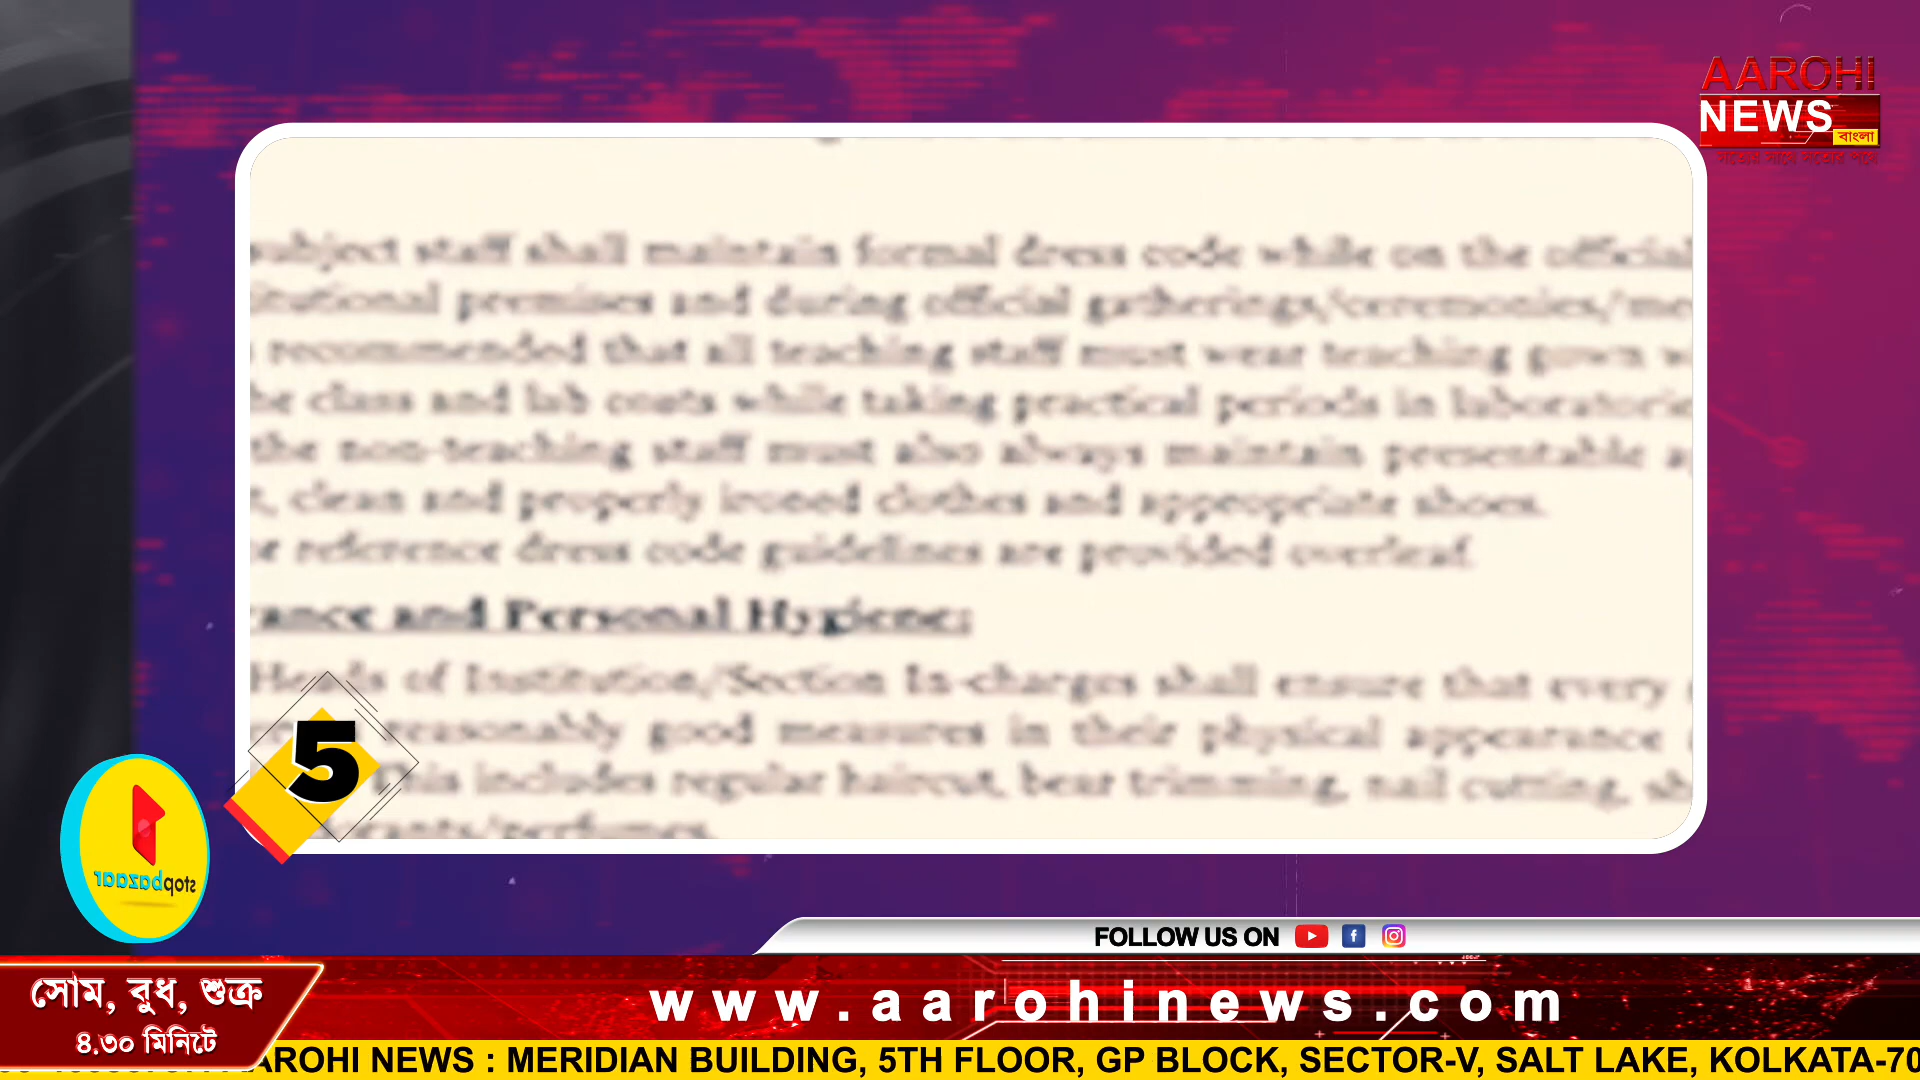 AAROHI
NEWS
বাংলা
subject staff shall maintain formal dress code while on the official
itutional premises and during official gatherings/ceremonies/me
recommended that all teaching staff must wear teaching gown w
he class and lab coats while taking practical periods in laboratorie
the non-teaching staff must also always maintain presentable a
t, clean and properly ironed clothes and appropriate shoes.
or reference dress code guidelines are provided overleaf.
rance and Personal Hygiene:
Heads of Institution/Section In-charges shall ensure that every
reasonably good measures in their physical appearance
This includes regular haircut, bear trimming, nail cutting, sh
orants/perfumes.
5
stopbazaar
FOLLOW US ON
সোম, বুধ, শুক্র
৪.৩০ মিনিটে
www.aarohinews.com
AROHI NEWS : MERIDIAN BUILDING, 5TH FLOOR, GP BLOCK, SECTOR-V, SALT LAKE, KOLKATA-70